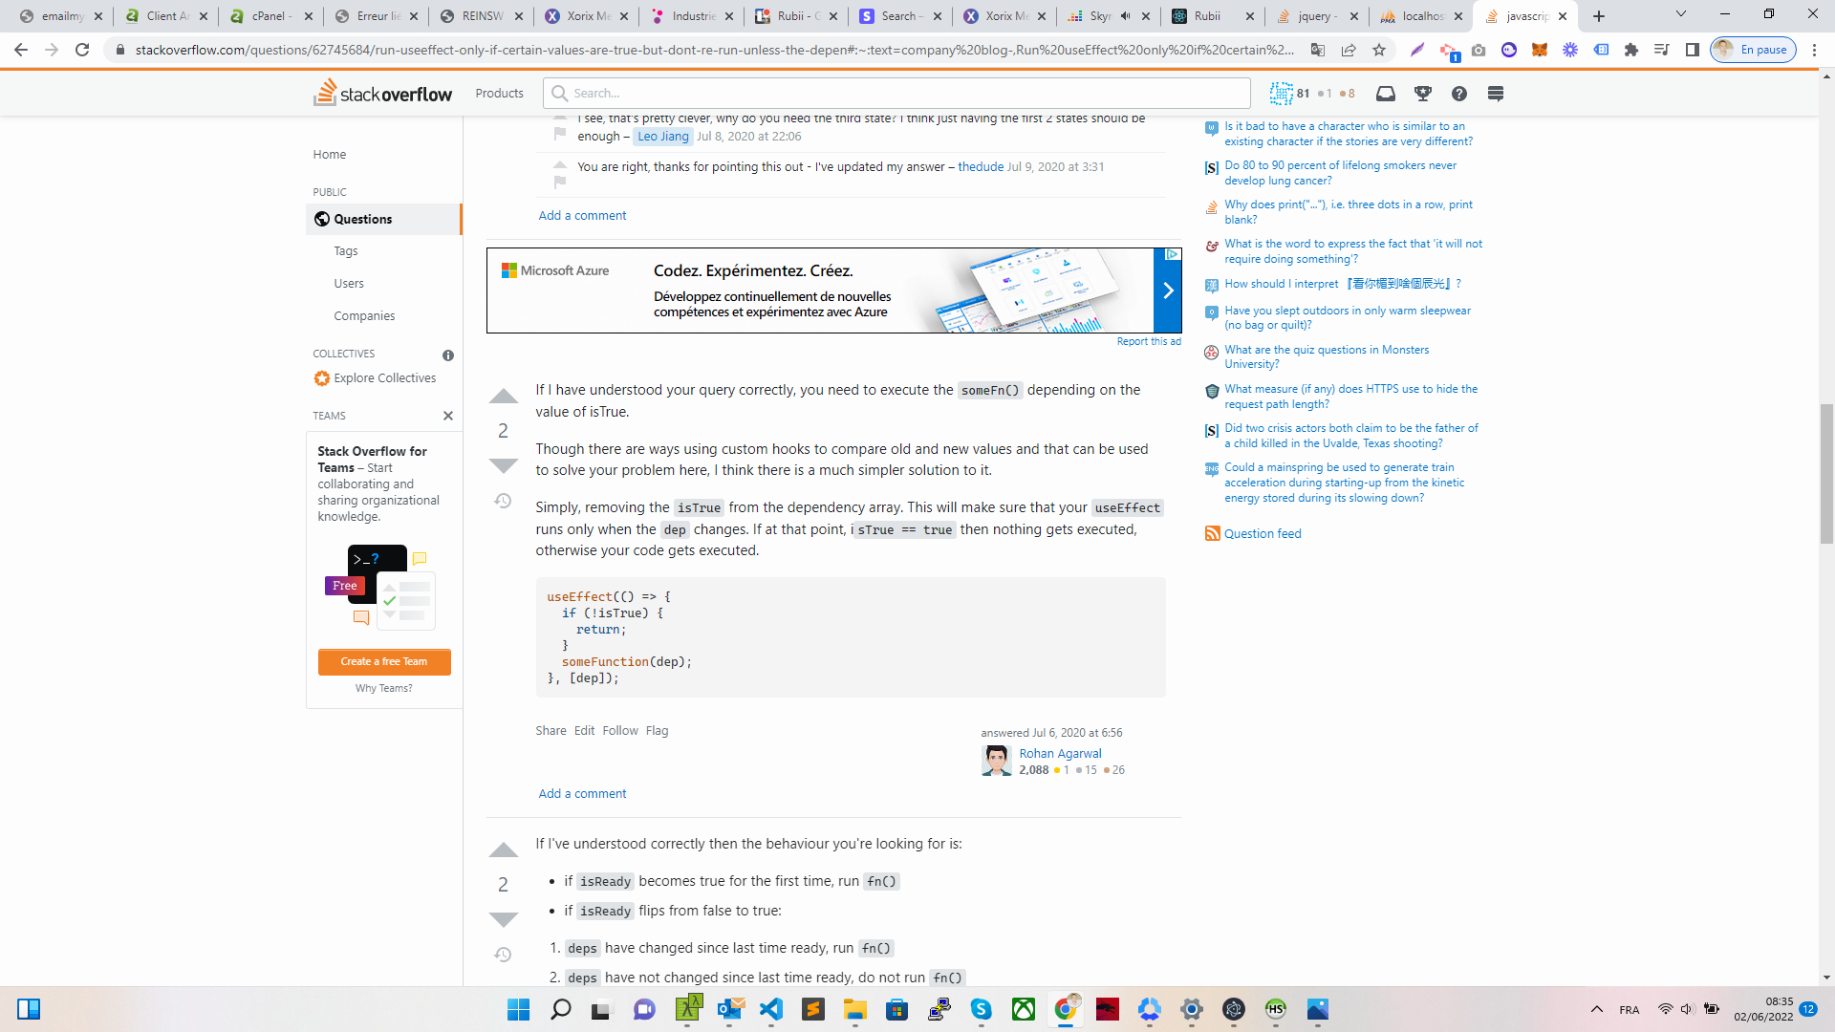 emailmy
Client Ar
cPanel -
Erreur lié
REINSW
Xorix Me
Industrie
Rubii - G
Search –
Xorix Me
Skyr
Rubii
jquery -
localhos
javascrip
stackoverflow.com/questions/62745684/run-useeffect-only-if-certain-values-are-true-but-dont-re-run-unless-the-depen#:~:text=company%20blog-,Run%20useEffect%20only%20if%20certain%2...
1
En pause
stackoverflow
Products
Search...
81 1 8
Home
PUBLIC
Questions
Tags
Users
Companies
COLLECTIVES
Explore Collectives
TEAMS
Stack Overflow for
Teams – Start
collaborating and
sharing organizational
knowledge.
>_?
Free
Create a free Team
Why Teams?
I see, that's pretty clever, why do you need the third state? I think just having the first 2 states should be
enough – Leo Jiang Jul 8, 2020 at 22:06
You are right, thanks for pointing this out - I've updated my answer – thedude Jul 9, 2020 at 3:31
Add a comment
Microsoft Azure
Codez. Expérimentez. Créez.
Développez continuellement de nouvelles
compétences et expérimentez avec Azure
Report this ad
2
If I have understood your query correctly, you need to execute the someFn() depending on the
value of isTrue.
Though there are ways using custom hooks to compare old and new values and that can be used
to solve your problem here, I think there is a much simpler solution to it.
Simply, removing the isTrue from the dependency array. This will make sure that your useEffect
runs only when the dep changes. If at that point, isTrue == true then nothing gets executed,
otherwise your code gets executed.
useEffect(() => {
if (!isTrue) {
return;
}
someFunction(dep);
}, [dep]);
Share Edit Follow Flag
answered Jul 6, 2020 at 6:56
Rohan Agarwal
2,088 1 15 26
Add a comment
2
If I've understood correctly then the behaviour you're looking for is:
• if isReady becomes true for the first time, run fn()
• if isReady flips from false to true:
1. deps have changed since last time ready, run fn()
2. deps have not changed since last time ready, do not run fn()
Is it bad to have a character who is similar to an
existing character if the stories are very different?
Do 80 to 90 percent of lifelong smokers never
develop lung cancer?
Why does print("..."), i.e. three dots in a row, print
blank?
What is the word to express the fact that 'it will not
require doing something'?
How should I interpret 『看你楣到啥個辰光』?
Have you slept outdoors in only warm sleepwear
(no bag or quilt)?
What are the quiz questions in Monsters
University?
What measure (if any) does HTTPS use to hide the
request path length?
Did two crisis actors both claim to be the father of
a child killed in the Uvalde, Texas shooting?
Could a mainspring be used to generate train
acceleration during starting-up from the kinetic
energy stored during its slowing down?
Question feed
FRA
08:35
02/06/2022
12